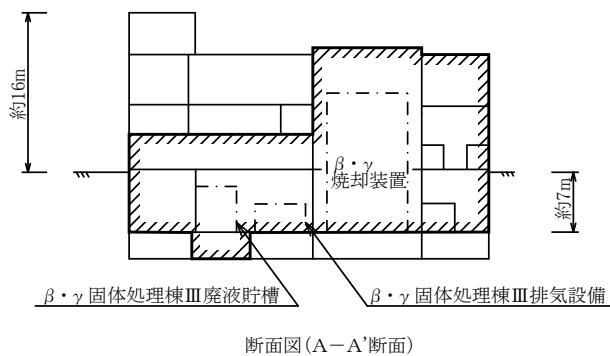 約16m
β・γ
焼却装置
約7m
β・γ 固体処理棟Ⅲ廃液貯槽
β・γ 固体処理棟Ⅲ排気設備
断面図(A－A’断面)